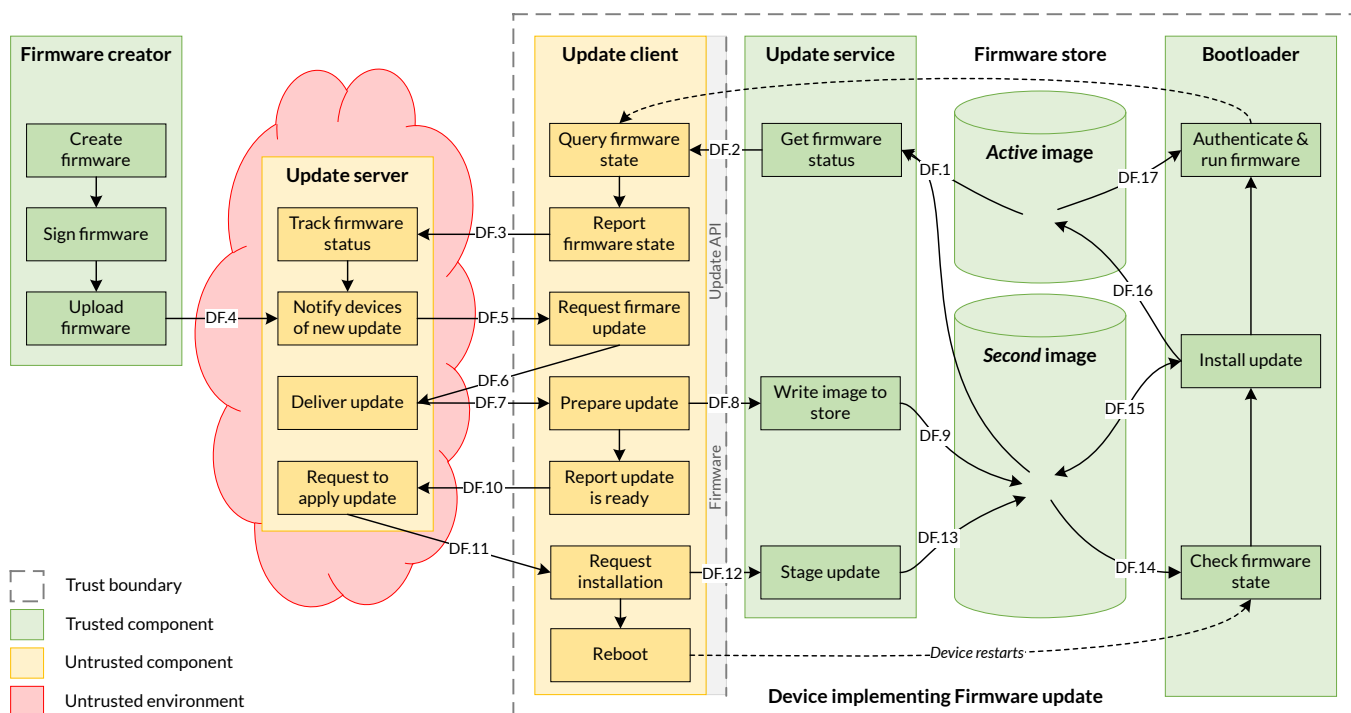 Firmware creator
Create
firmware
Sign firmware
Upload
firmware
DF.4
Update server
Track firmware
status
Notify devices
of new update
Deliver update
Request to
apply update
DF.3
DF.5
DF.6
DF.7
DF.10
DF.11
Update client
Query firmware
state
Report
firmware state
Request firmare
update
Prepare update
Report update
is ready
Request
installation
Reboot
Firmware Update API
DF.2
DF.8
DF.12
Update service
Get firmware
status
Write image to
store
Stage update
DF.1
DF.9
DF.13
Firmware store
Active image
Second image
DF.17
DF.16
DF.15
DF.14
Bootloader
Authenticate &
run firmware
Install update
Check firmware
state
Device restarts
Device implementing Firmware update
Trust boundary
Trusted component
Untrusted component
Untrusted environment